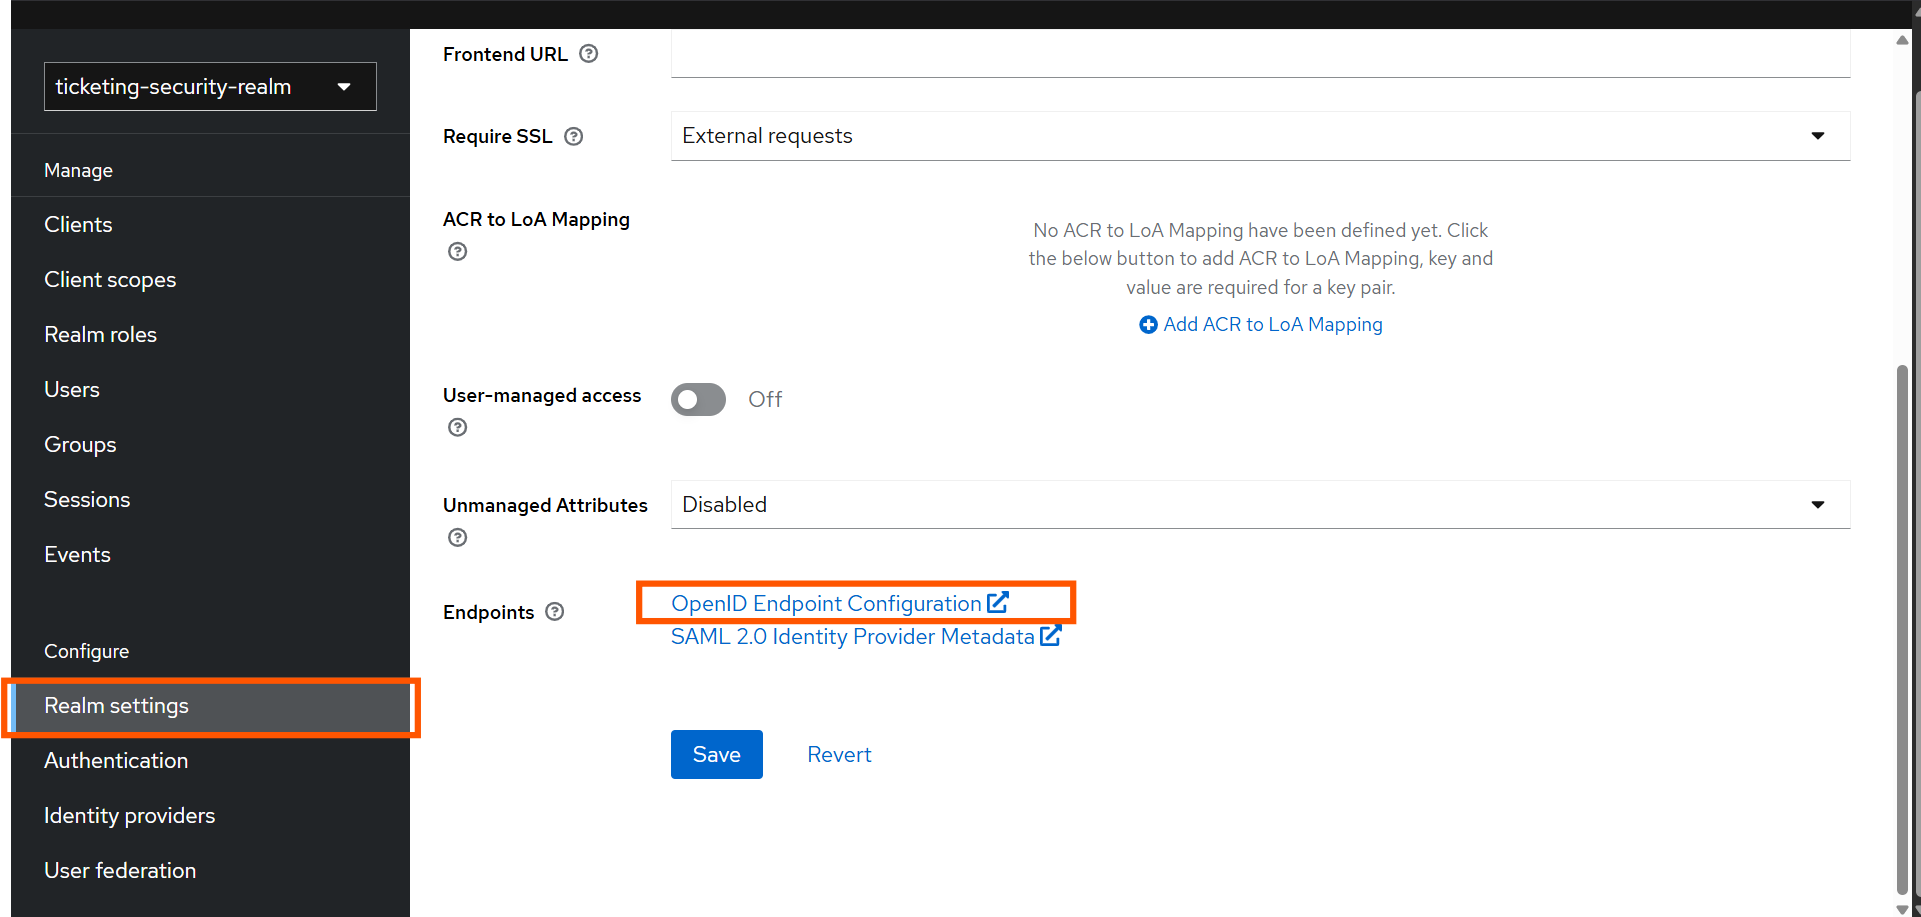 ticketing-security-realm
Manage
Clients
Client scopes
Realm roles
Users
Groups
Sessions
Events
Configure
Realm settings
Authentication
Identity providers
User federation
Frontend URL
Require SSL
External requests
ACR to LoA Mapping
No ACR to LoA Mapping have been defined yet. Click
the below button to add ACR to LoA Mapping, key and
value are required for a key pair.
Add ACR to LoA Mapping
User-managed access
Off
Unmanaged Attributes
Disabled
Endpoints
OpenID Endpoint Configuration
SAML 2.0 Identity Provider Metadata
Save
Revert